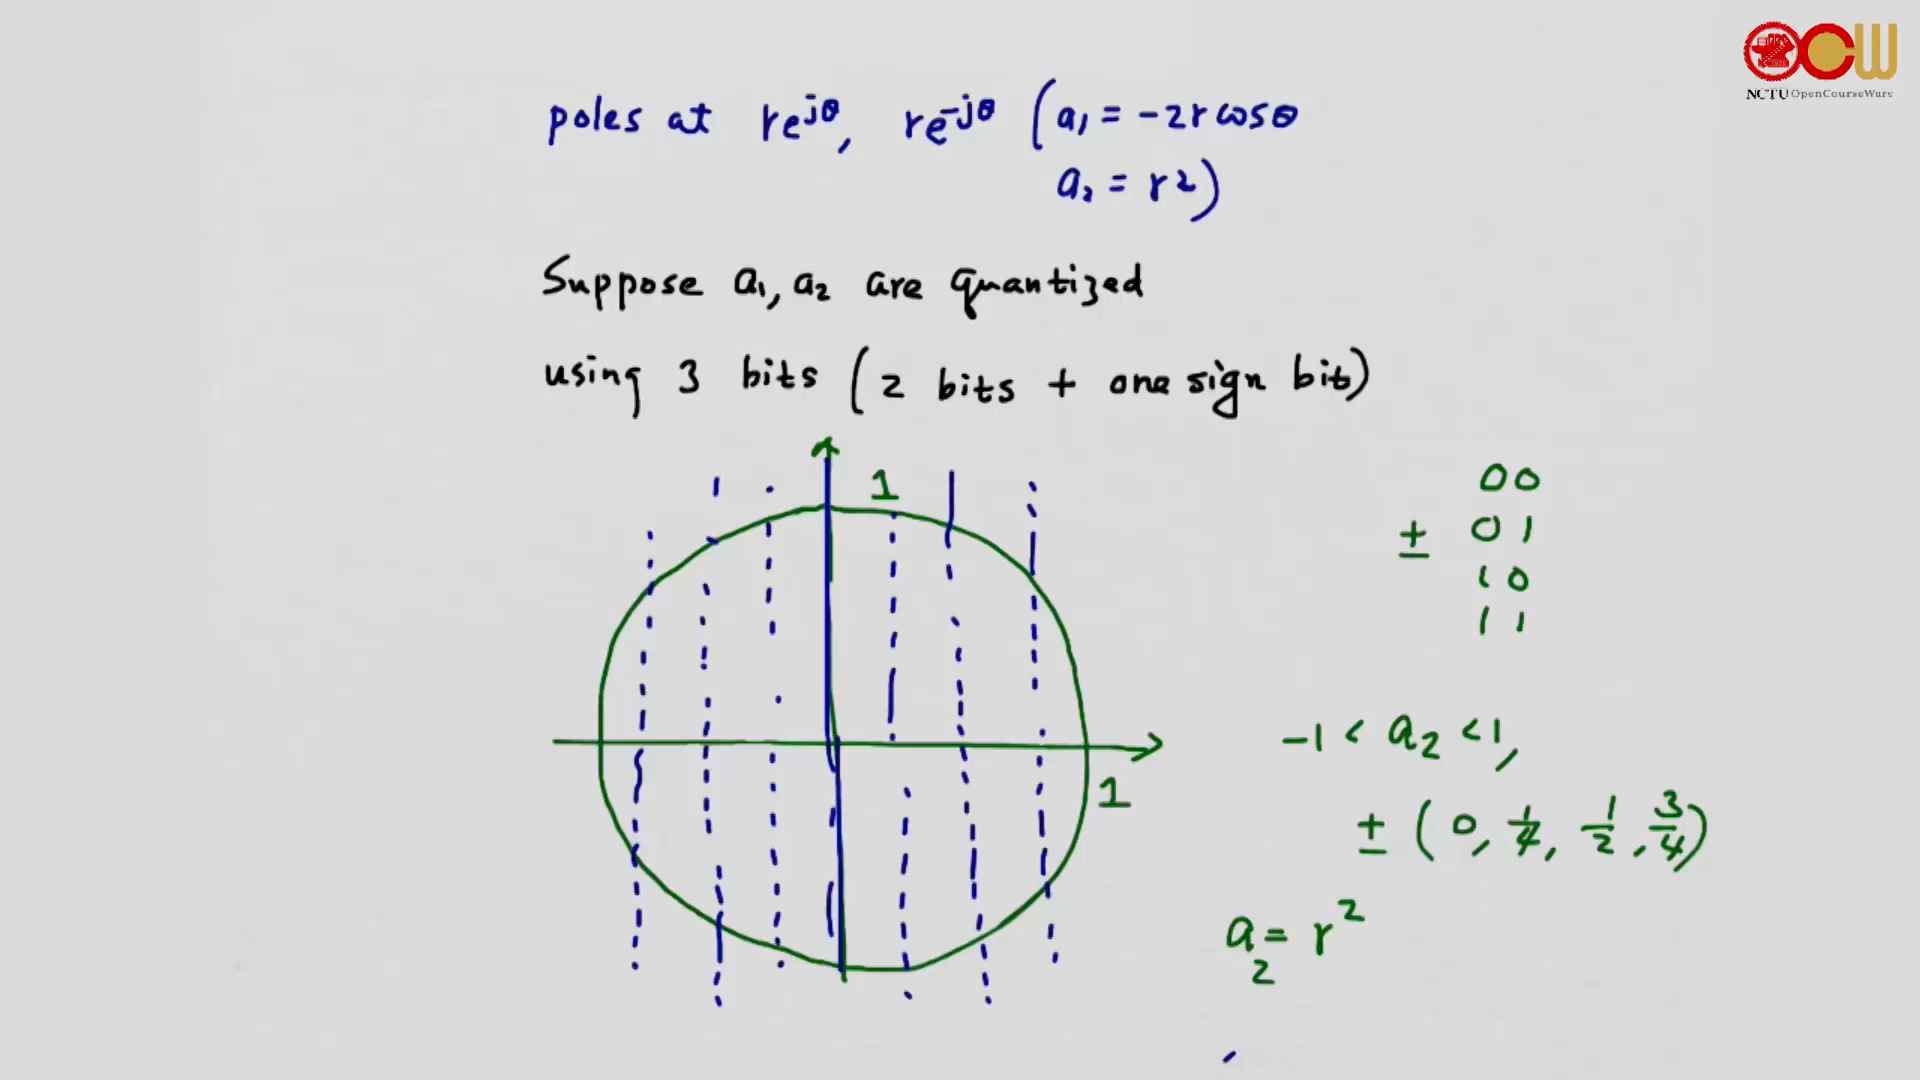 OCW
NCTU OpenCourseWare
poles at re^{jθ}, re^{-jθ} (a₁ = -2r cosθ
a₂ = r²)
Suppose a₁, a₂ are quantized
using 3 bits (2 bits + one sign bit)
1
00
± 01
10
11
-1 < a₂ < 1,
1
± (0, 1/4, 1/2, 3/4)
a₂ = r²